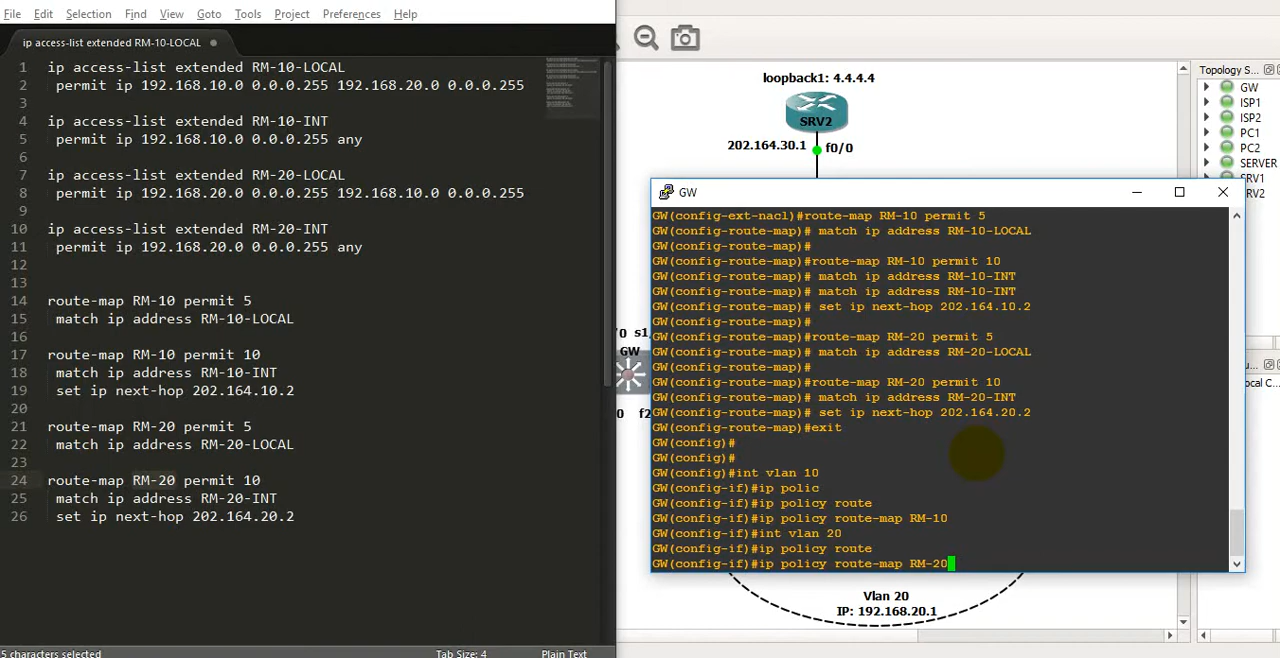 File Edit Selection Find View Goto Tools Project Preferences Help
ip access-list extended RM-10-LOCAL
1 ip access-list extended RM-10-LOCAL
2 permit ip 192.168.10.0 0.0.0.255 192.168.20.0 0.0.0.255
3
4 ip access-list extended RM-10-INT
5 permit ip 192.168.10.0 0.0.0.255 any
6
7 ip access-list extended RM-20-LOCAL
8 permit ip 192.168.20.0 0.0.0.255 192.168.10.0 0.0.0.255
9
10 ip access-list extended RM-20-INT
11 permit ip 192.168.20.0 0.0.0.255 any
12
13
14 route-map RM-10 permit 5
15 match ip address RM-10-LOCAL
16
17 route-map RM-10 permit 10
18 match ip address RM-10-INT
19 set ip next-hop 202.164.10.2
20
21 route-map RM-20 permit 5
22 match ip address RM-20-LOCAL
23
24 route-map RM-20 permit 10
25 match ip address RM-20-INT
26 set ip next-hop 202.164.20.2
5 characters selected
Tab Size: 4
Plain Text
loopback1: 4.4.4.4
SRV2
202.164.30.1
f0/0
Topology S...
GW
ISP1
ISP2
PC1
PC2
SERVER
SRV1
RV2
GW
GW(config-ext-nacl)#route-map RM-10 permit 5
GW(config-route-map)# match ip address RM-10-LOCAL
GW(config-route-map)#
GW(config-route-map)#route-map RM-10 permit 10
GW(config-route-map)# match ip address RM-10-INT
GW(config-route-map)# match ip address RM-10-INT
GW(config-route-map)# set ip next-hop 202.164.10.2
GW(config-route-map)#
GW(config-route-map)#route-map RM-20 permit 5
GW(config-route-map)# match ip address RM-20-LOCAL
GW(config-route-map)#
GW(config-route-map)#route-map RM-20 permit 10
GW(config-route-map)# match ip address RM-20-INT
GW(config-route-map)# set ip next-hop 202.164.20.2
GW(config-route-map)#exit
GW(config)#
GW(config)#
GW(config)#int vlan 10
GW(config-if)#ip polic
GW(config-if)#ip policy route
GW(config-if)#ip policy route-map RM-10
GW(config-if)#int vlan 20
GW(config-if)#ip policy route
GW(config-if)#ip policy route-map RM-20
/0 s1
GW
0 f2
u...
ocal C...
Vlan 20
IP: 192.168.20.1